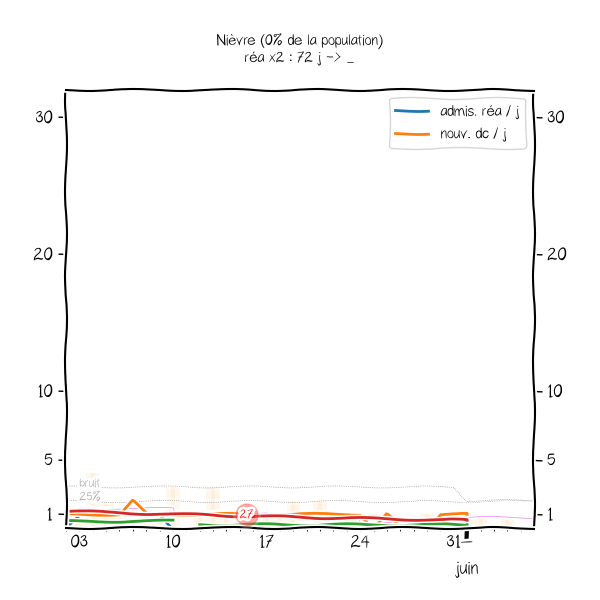 Nièvre (0% de la population)
réa x2 : 72 j -> _
admis. réa / j
nouv. dc / j
30
30
20
20
10
10
5
5
bruit
25%
1
27
1
03
10
17
24
31
juin